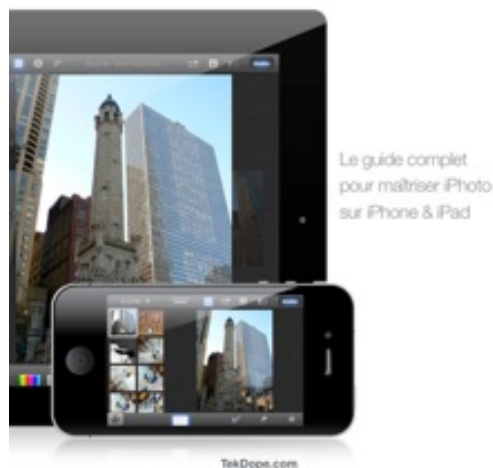 Le guide complet
pour maîtriser iPhoto
sur iPhone & iPad
TekDope.com